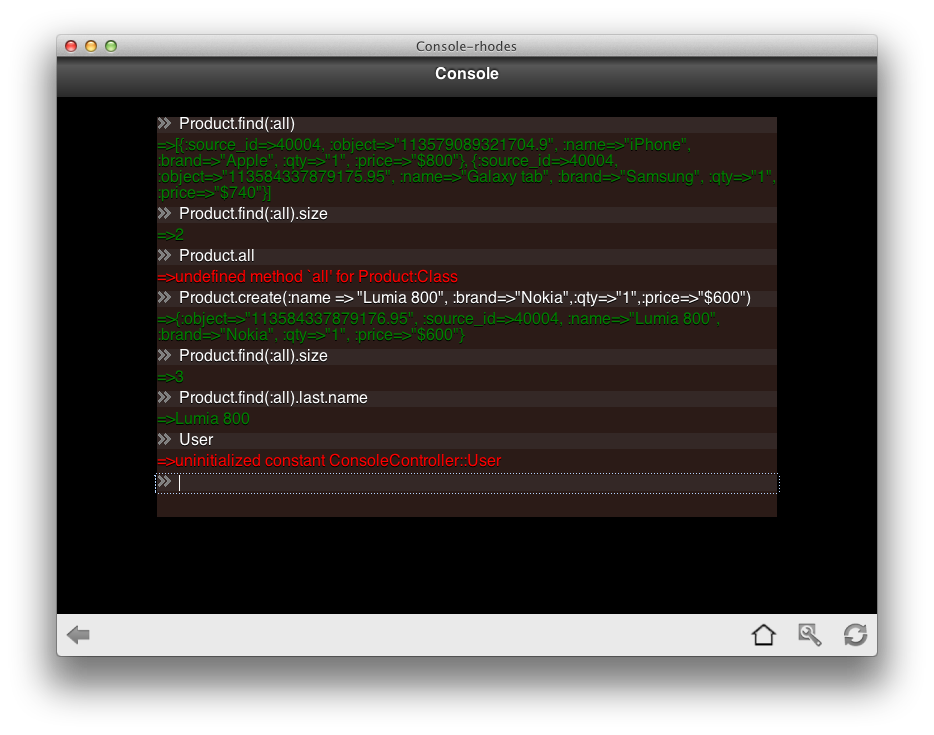 Console-rhodes
Console
» Product.find(:all)
=>[{:source_id=>40004, :object=>"113579089321704.9", :name=>"iPhone",
:brand=>"Apple", :qty=>"1", :price=>"$800"}, {:source_id=>40004,
:object=>"113584337879175.95", :name=>"Galaxy tab", :brand=>"Samsung", :qty=>"1",
:price=>"$740"}]
» Product.find(:all).size
=>2
» Product.all
=>undefined method `all' for Product:Class
» Product.create(:name => "Lumia 800", :brand=>"Nokia",:qty=>"1",:price=>"$600")
=>{:object=>"113584337879176.95", :source_id=>40004, :name=>"Lumia 800",
:brand=>"Nokia", :qty=>"1", :price=>"$600"}
» Product.find(:all).size
=>3
» Product.find(:all).last.name
=>Lumia 800
» User
=>uninitialized constant ConsoleController::User
»